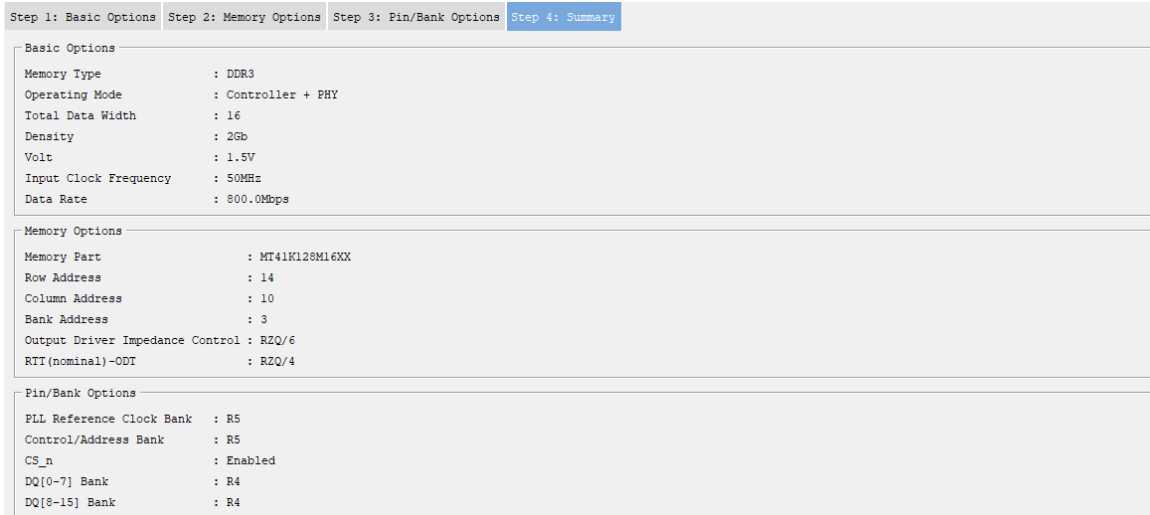 Step 1: Basic Options Step 2: Memory Options Step 3: Pin/Bank Options Step 4: Summary
Basic Options
Memory Type : DDR3
Operating Mode : Controller + PHY
Total Data Width : 16
Density : 2Gb
Volt : 1.5V
Input Clock Frequency : 50MHz
Data Rate : 800.0Mbps
Memory Options
Memory Part : MT41K128M16XX
Row Address : 14
Column Address : 10
Bank Address : 3
Output Driver Impedance Control : RZQ/6
RTT(nominal)-ODT : RZQ/4
Pin/Bank Options
PLL Reference Clock Bank : R5
Control/Address Bank : R5
CS_n : Enabled
DQ[0-7] Bank : R4
DQ[8-15] Bank : R4